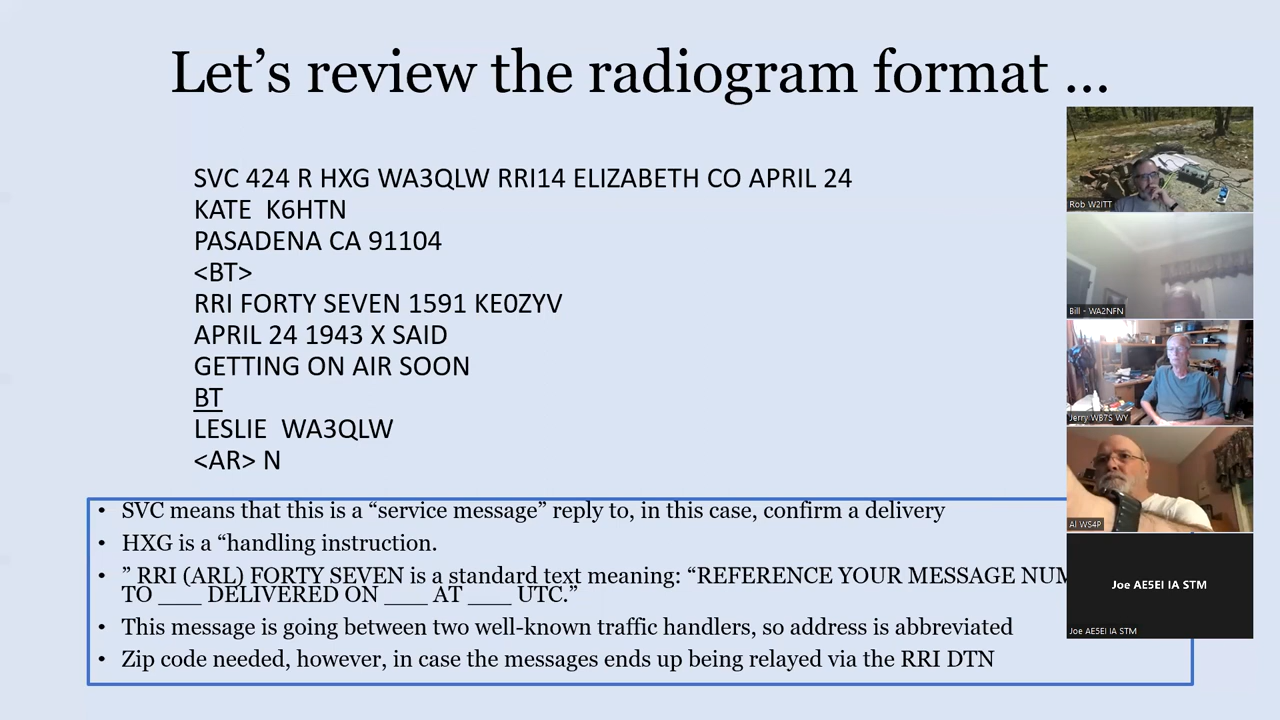 Let’s review the radiogram format ...
SVC 424 R HXG WA3QLW RRI14 ELIZABETH CO APRIL 24
KATE K6HTN
PASADENA CA 91104
<BT>
RRI FORTY SEVEN 1591 KE0ZYV
APRIL 24 1943 X SAID
GETTING ON AIR SOON
BT
LESLIE WA3QLW
<AR> N
• SVC means that this is a “service message” reply to, in this case, confirm a delivery
• HXG is a “handling instruction.
• ” RRI (ARL) FORTY SEVEN is a standard text meaning: “REFERENCE YOUR MESSAGE NUM
TO ___ DELIVERED ON ___ AT ___ UTC.”
• This message is going between two well-known traffic handlers, so address is abbreviated
• Zip code needed, however, in case the messages ends up being relayed via the RRI DTN
Rob W2ITT
Bill - WA2NFN
Jerry WB7S WY
Al WS4P
Joe AE5EI IA STM
Joe AE5EI IA STM